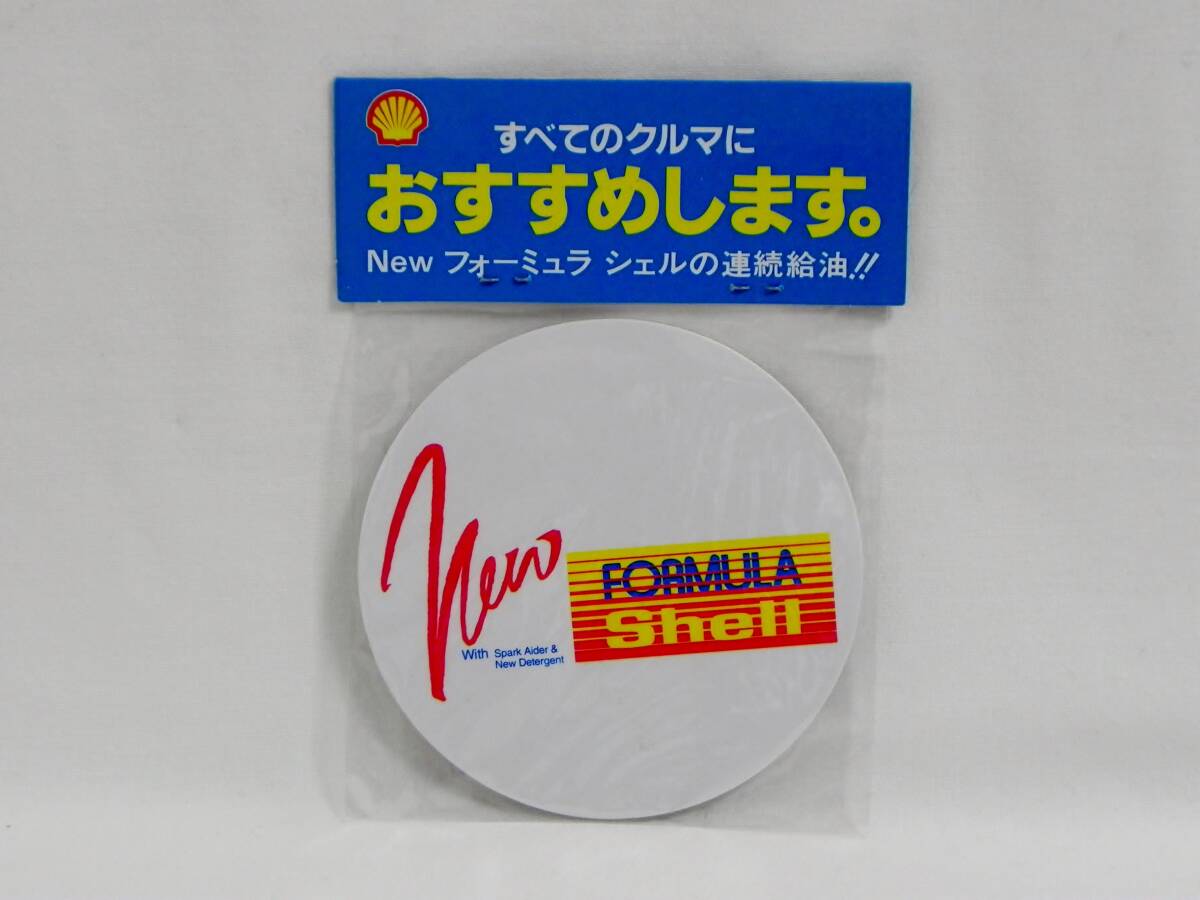 すべてのクルマに
おすすめします。
New フォーミュラ シェルの連続給油!!
New
FORMULA
Shell
With Spark Aider &
New Detergent